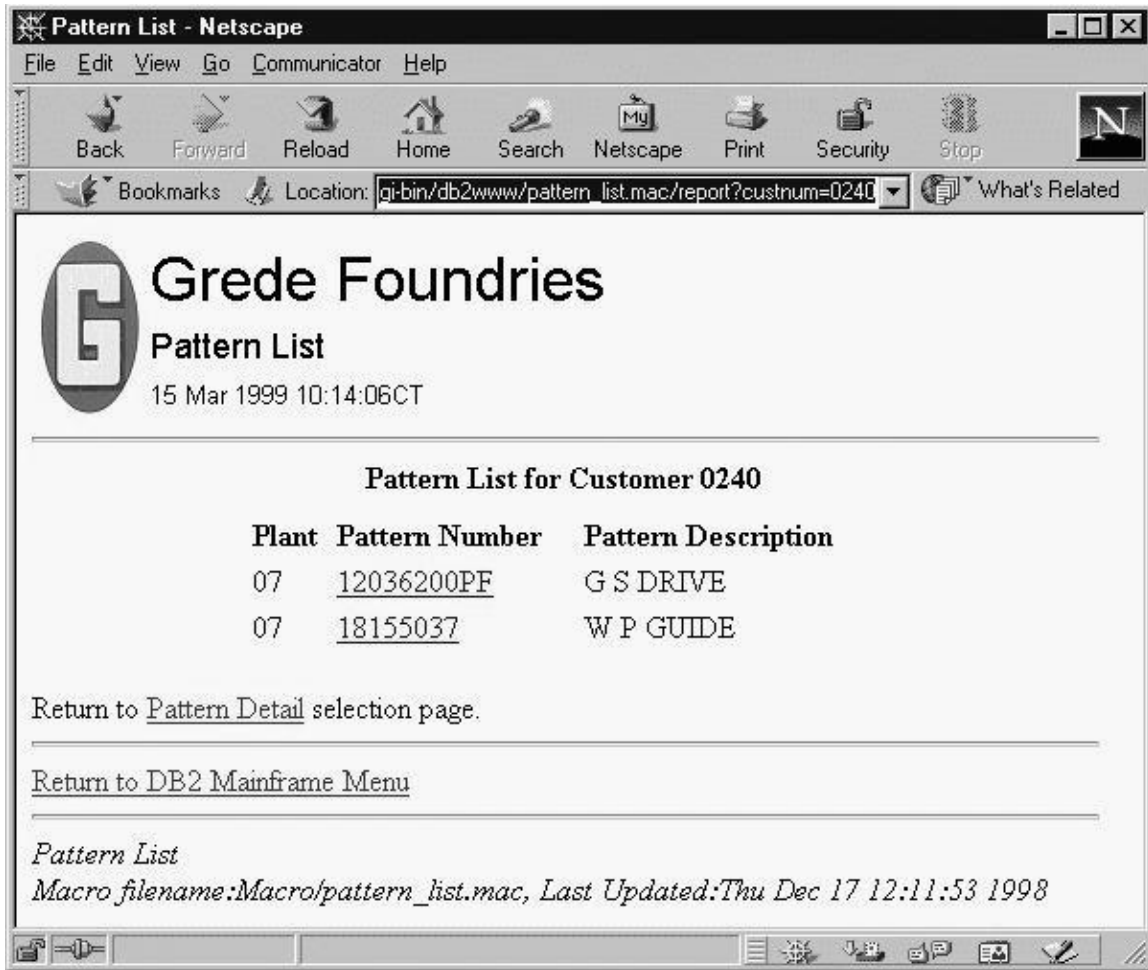 Pattern List - Netscape
File Edit View Go Communicator Help
Back Forward Reload Home Search My Netscape Print Security Stop N
Bookmarks Location: gi-bin/db2www/pattern_list.mac/report?custnum=0240 What's Related
G
Grede Foundries
Pattern List
15 Mar 1999 10:14:06CT
Pattern List for Customer 0240
Plant Pattern Number Pattern Description
07 12036200PF G S DRIVE
07 18155037 W P GUIDE
Return to Pattern Detail selection page.
Return to DB2 Mainframe Menu
Pattern List
Macro filename:Macro/pattern_list.mac, Last Updated:Thu Dec 17 12:11:53 1998